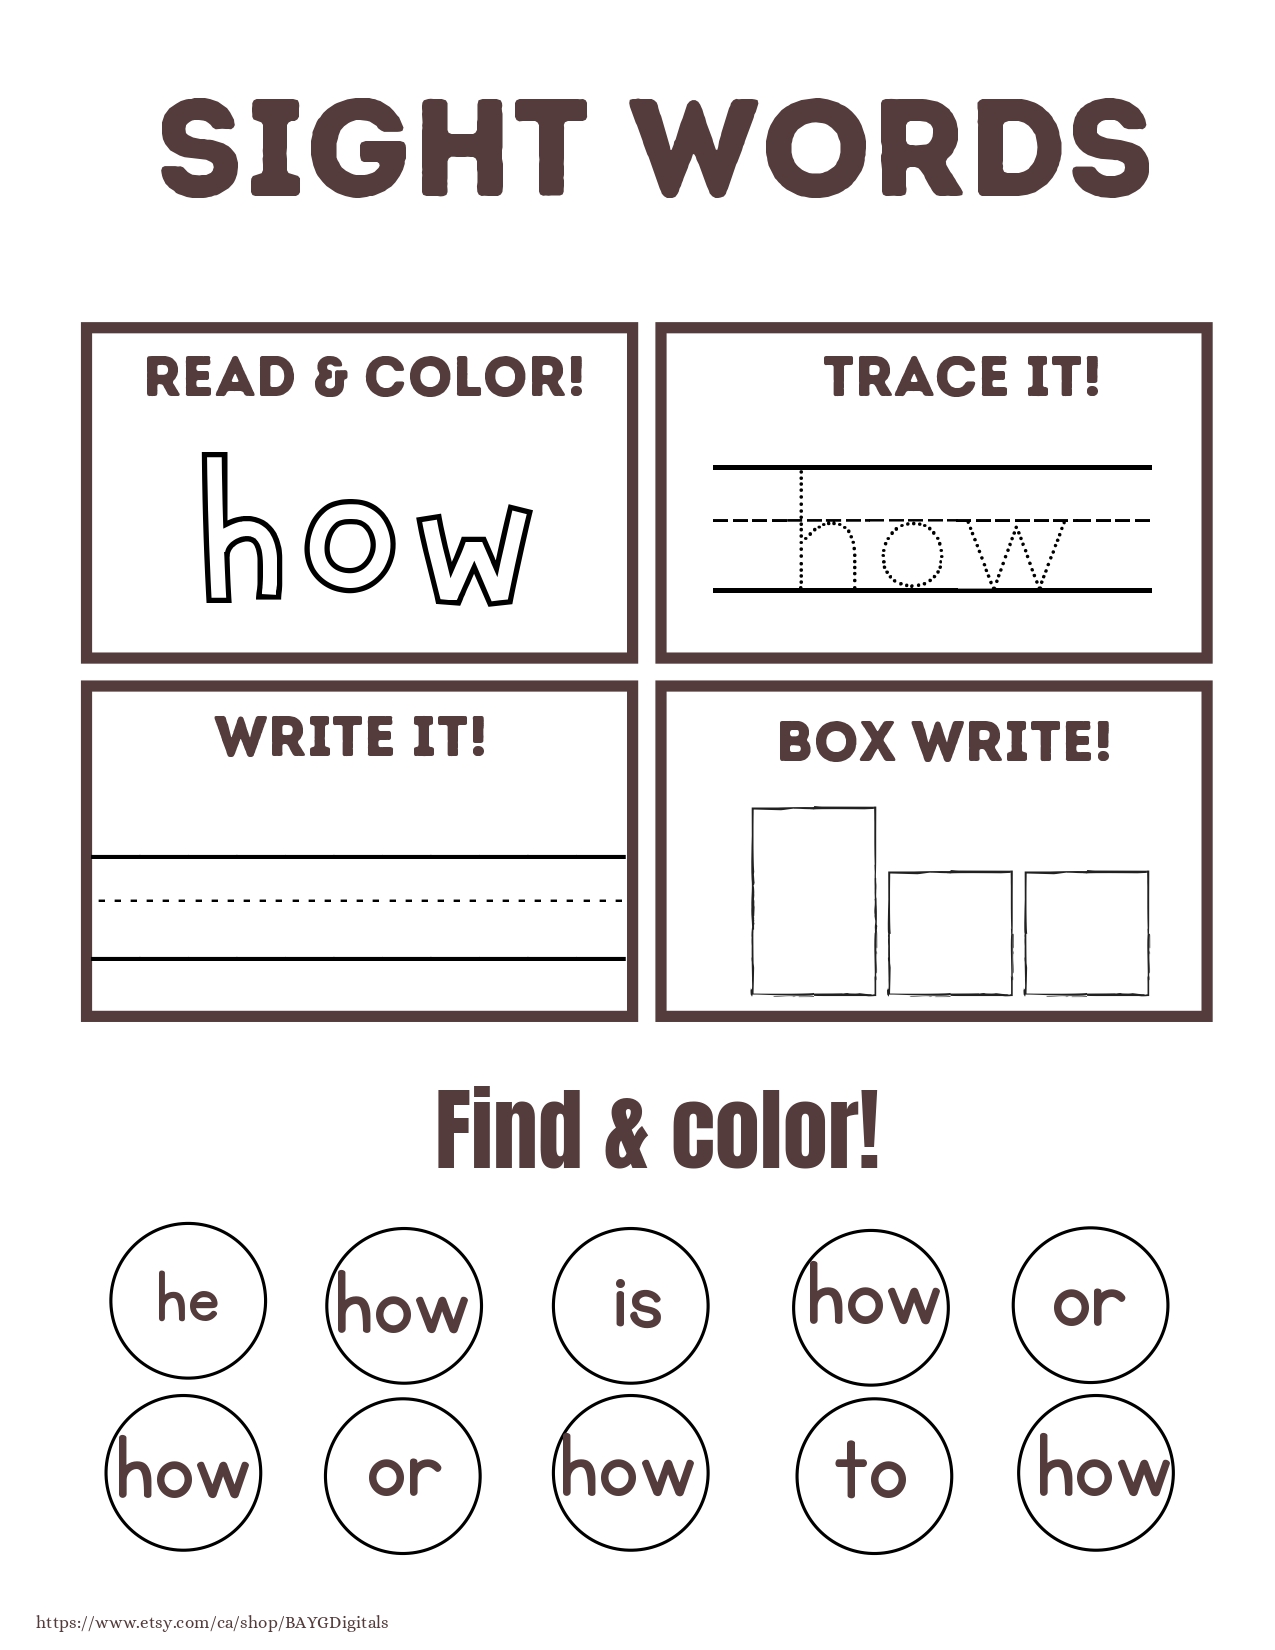 SIGHT WORDS
READ & COLOR!
how
TRACE IT!
how
WRITE IT!
BOX WRITE!
Find & color!
he how is how or
how or how to how
https://www.etsy.com/ca/shop/BAYGDigitals